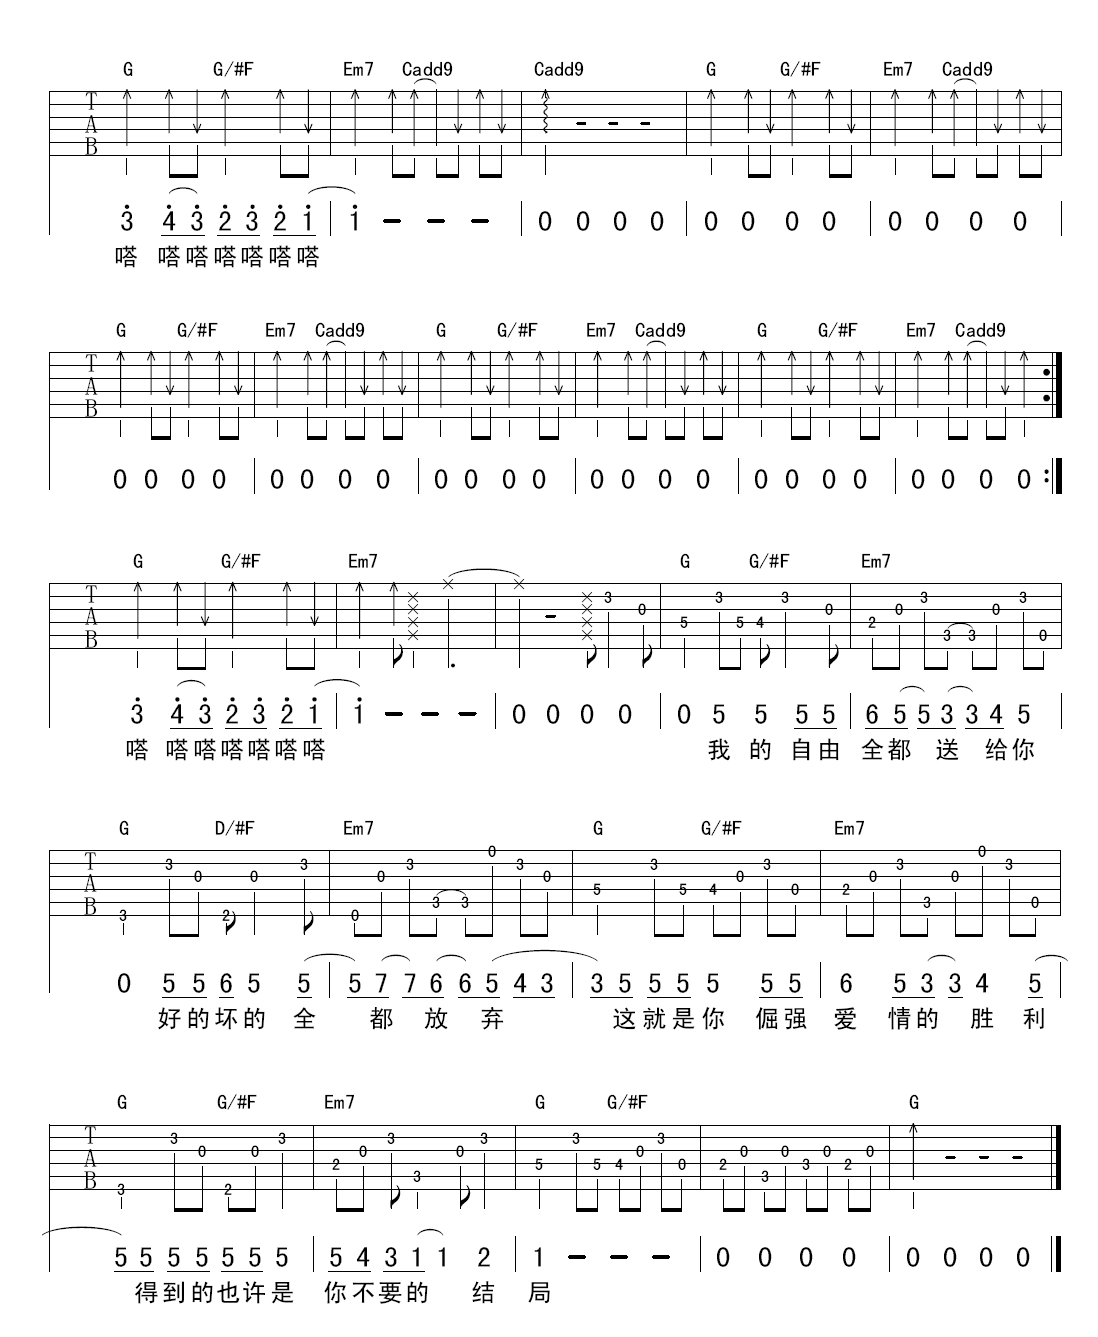 G G/#F Em7 Cadd9 Cadd9 G G/#F Em7 Cadd9
T
A
B
3 4 3 2 3 2 1 1 - - - 0 0 0 0 0 0 0 0 0 0 0 0
嗒 嗒嗒嗒嗒嗒嗒
G G/#F Em7 Cadd9 G G/#F Em7 Cadd9 G G/#F Em7 Cadd9
T
A
B
0 0 0 0 0 0 0 0 0 0 0 0 0 0 0 0 0 0 0 0 0 0 0 0
G G/#F Em7 G G/#F Em7
T 3 3 3 3 3
A 0 0 0 0
A 5 5 4 2
B 3 3 0
3 4 3 2 3 2 1 1 - - - 0 0 0 0 0 5 5 5 5 6 5 5 3 3 4 5
嗒 嗒嗒嗒嗒嗒嗒 我 的 自由 全都 送 给你
G D/#F Em7 G G/#F Em7
0 0
T 3 3 3 3 3 3 3 3
A 0 0 0 0 0 0 0
A 5 5 4 0 2
B 3 3 3 0
3 2 0
0 5 5 6 5 5 5 7 7 6 6 5 4 3 3 5 5 5 5 5 5 6 5 3 3 4 5
好的坏的 全 都 放 弃 这就是你 倔强 爱 情的 胜 利
G G/#F Em7 G G/#F G
T 3 3 3 3 3 3
A 0 0 0 0 0 0 0 0 0
A 2 5 5 4 0 2 3 2
B 3 3
3 2
5 5 5 5 5 5 5 5 4 3 1 1 2 1 - - - 0 0 0 0 0 0 0 0
得到的也许是 你不要的 结 局